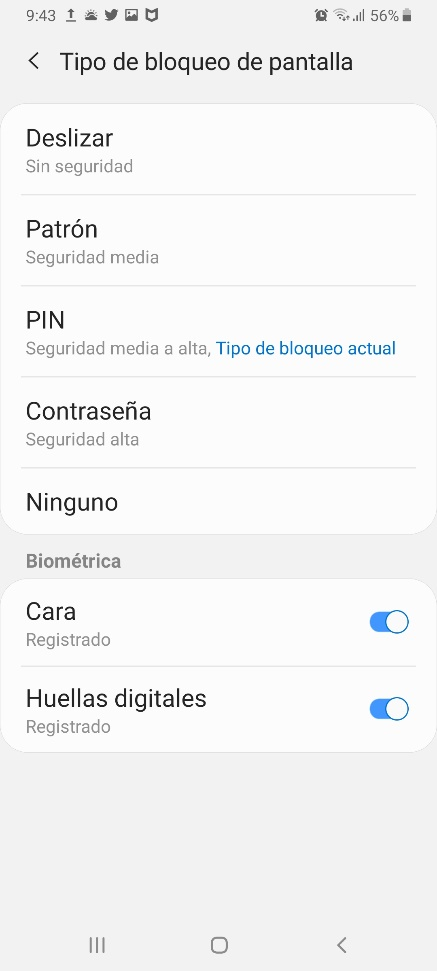 9:43
56%
Tipo de bloqueo de pantalla
Deslizar
Sin seguridad
Patrón
Seguridad media
PIN
Seguridad media a alta, Tipo de bloqueo actual
Contraseña
Seguridad alta
Ninguno
Biométrica
Cara
Registrado
Huellas digitales
Registrado